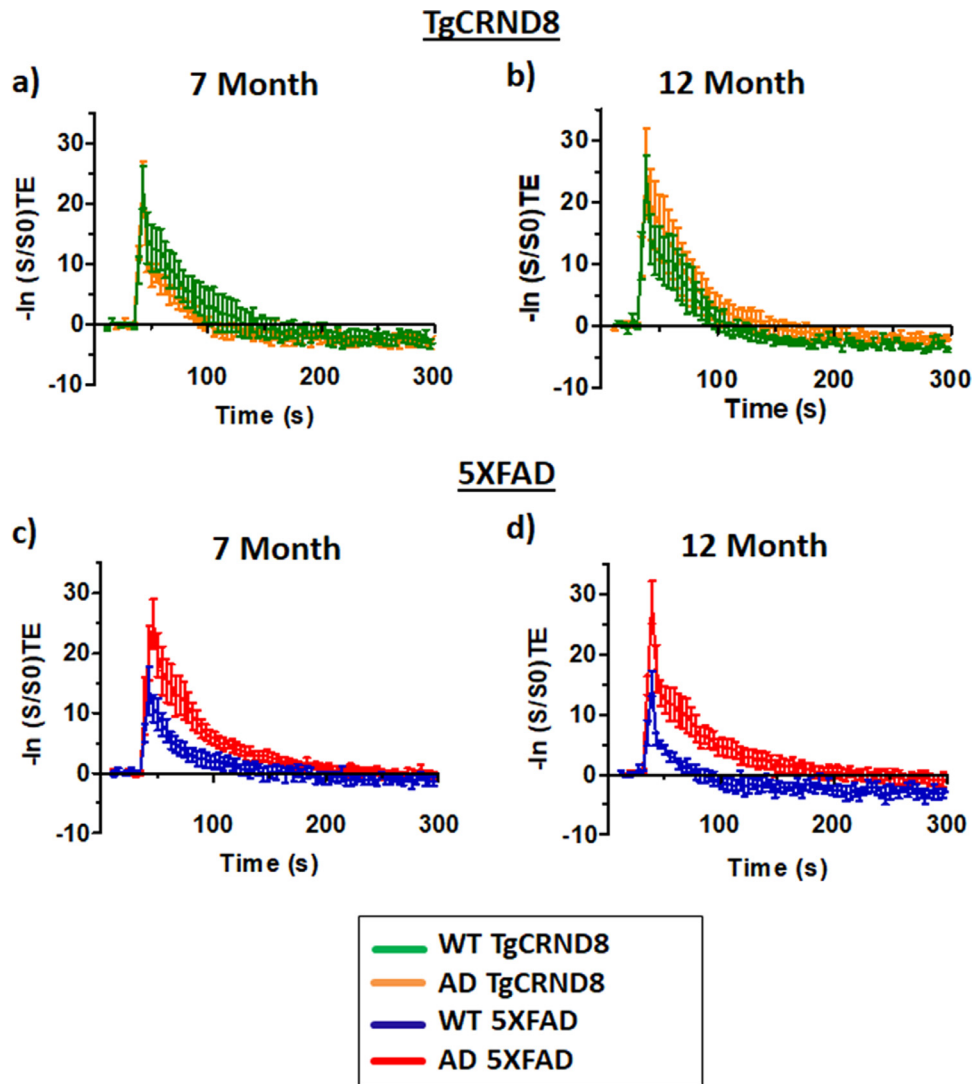 TgCRND8
a)
7 Month
b)
12 Month
-ln (S/S0)TE
30
20
10
0
-10
100
200
300
Time (s)
-ln (S/S0)TE
30
20
10
0
-10
100
200
300
Time (s)
5XFAD
c)
7 Month
d)
12 Month
-ln (S/S0)TE
30
20
10
0
-10
100
200
300
Time (s)
-ln (S/S0)TE
30
20
10
0
-10
100
200
300
Time (s)
WT TgCRND8
AD TgCRND8
WT 5XFAD
AD 5XFAD